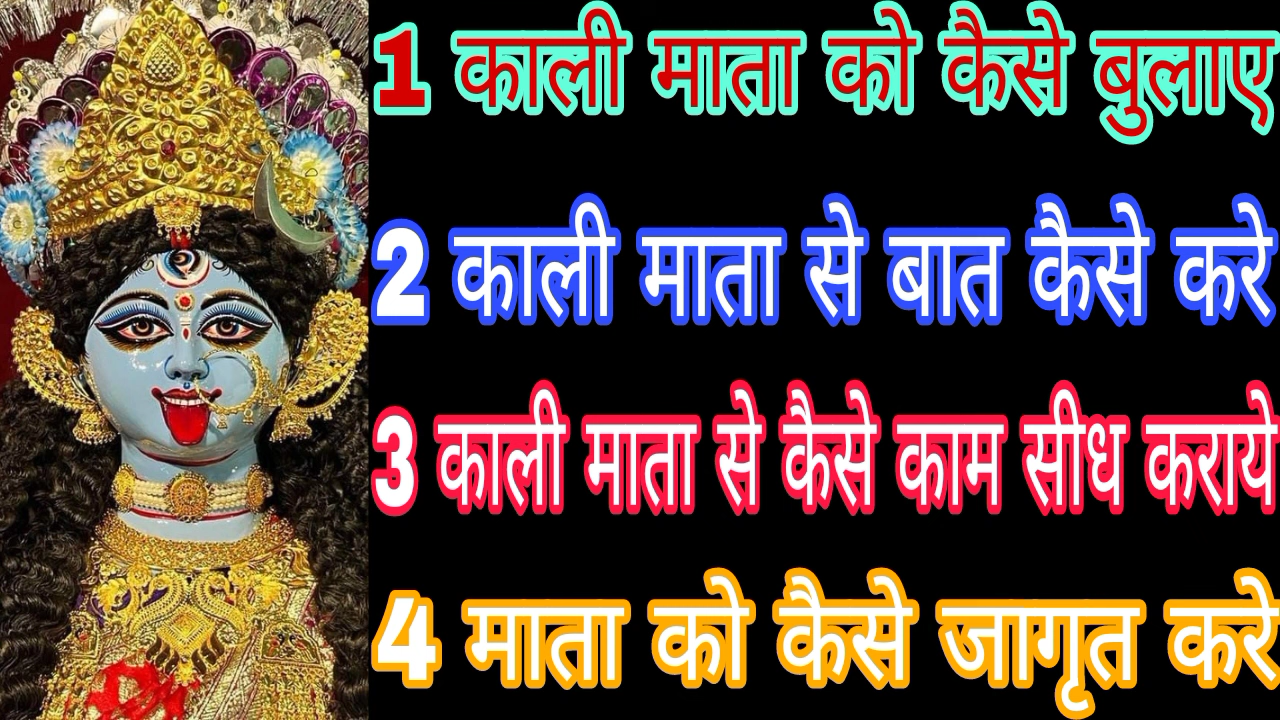 1 काली माता को कैसे बुलाए
2 काली माता से बात कैसे करे
3 काली माता से कैसे काम सीध कराये
4 माता को कैसे जागृत करे